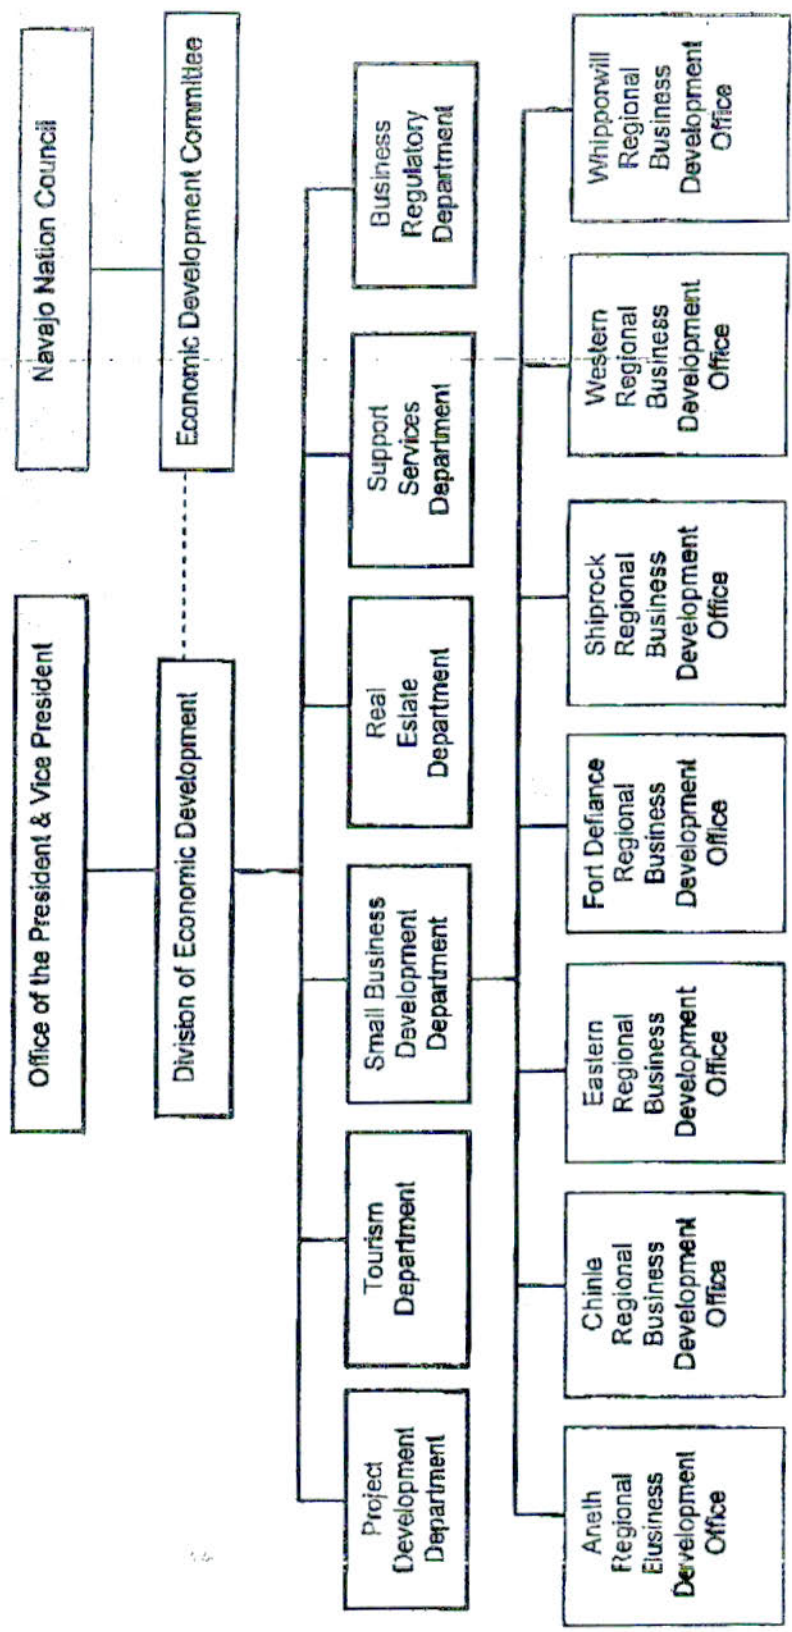 Office of the President & Vice President
Navajo Nation Council
Division of Economic Development
Economic Development Committee
Project
Development
Department
Tourism
Department
Small Business
Development
Department
Real
Estate
Department
Support
Services
Department
Business
Regulatory
Department
Aneth
Regional
Business
Development
Office
Chinle
Regional
Business
Development
Office
Eastern
Regional
Business
Development
Office
Fort Defiance
Regional
Business
Development
Office
Shiprock
Regional
Business
Development
Office
Western
Regional
Business
Development
Office
Whipporwill
Regional
Business
Development
Office